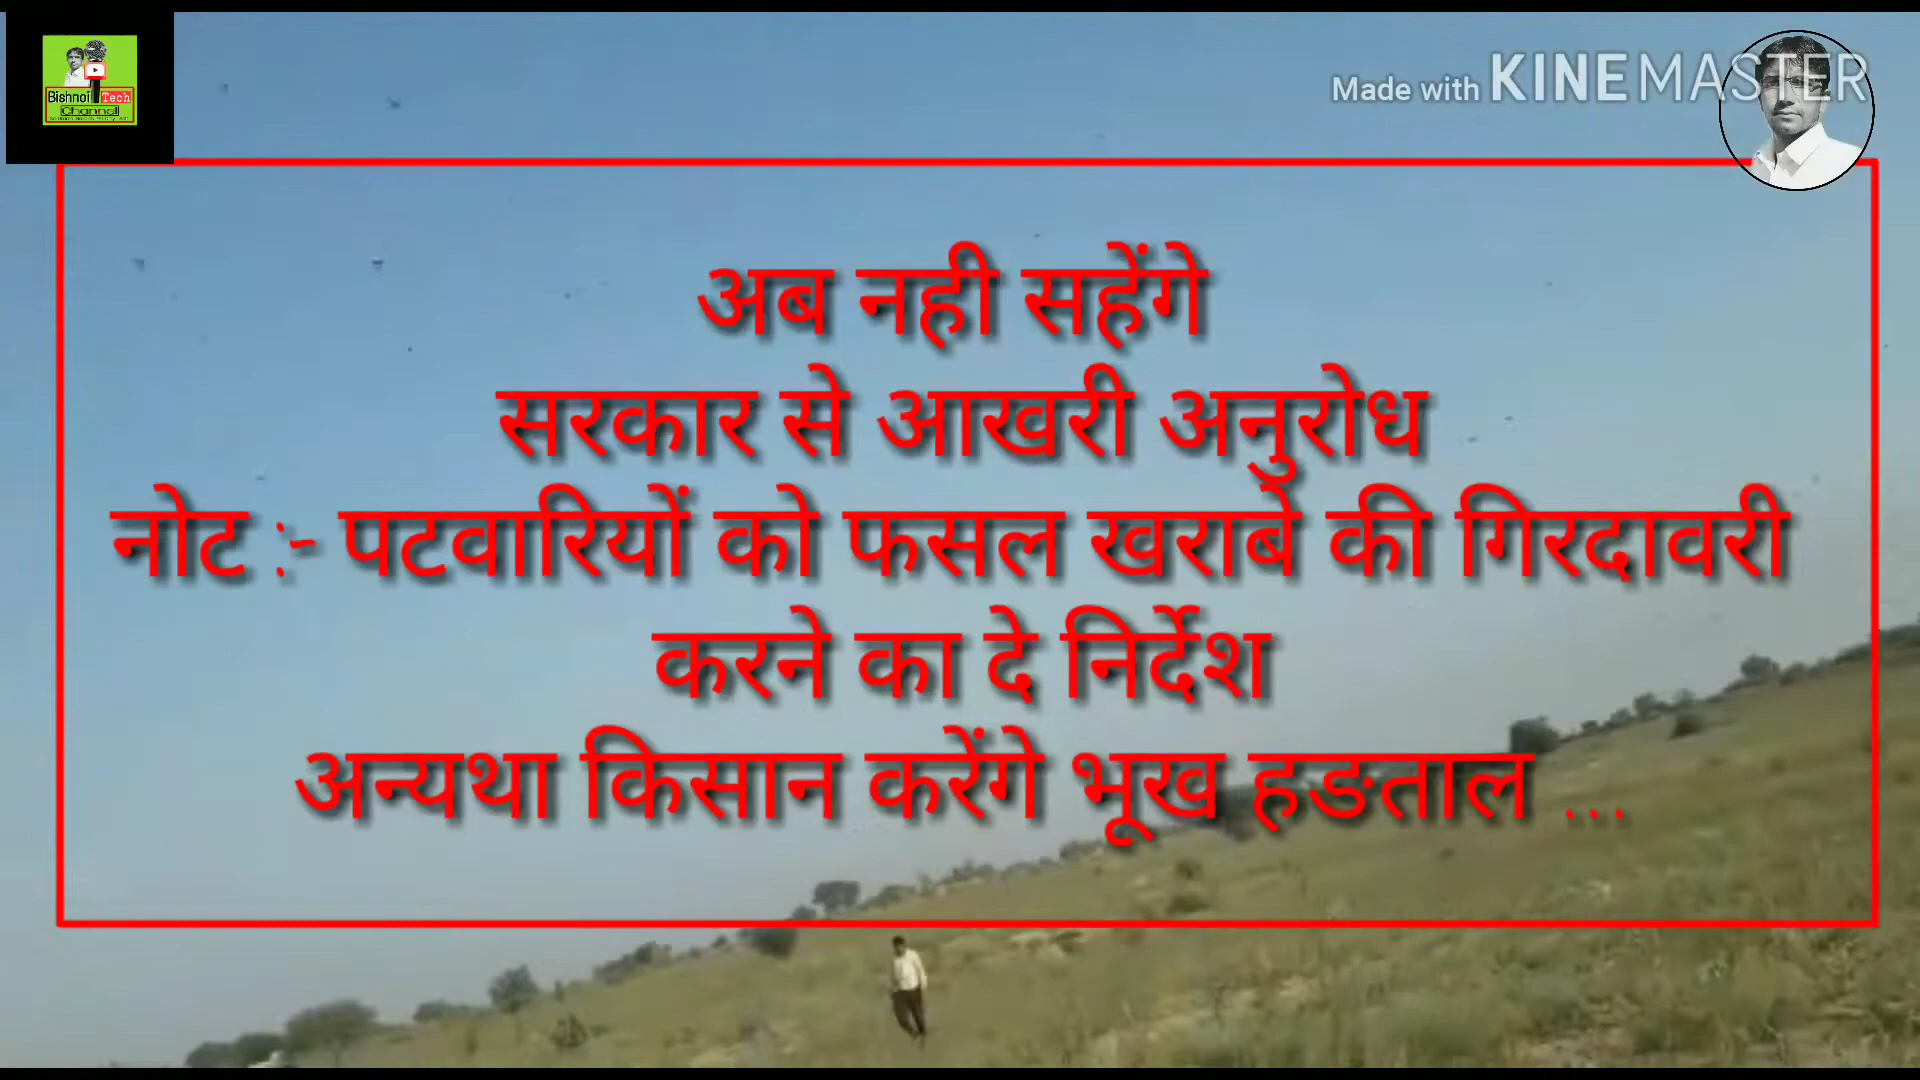 Bishnoi Tech
Channel
Made with KINEMASTER
अब नही सहेंगे
सरकार से आखरी अनुरोध
नोट :- पटवारियों को फसल खराबे की गिरदावरी
करने का दे निर्देश
अन्यथा किसान करेंगे भूख हङताल ...